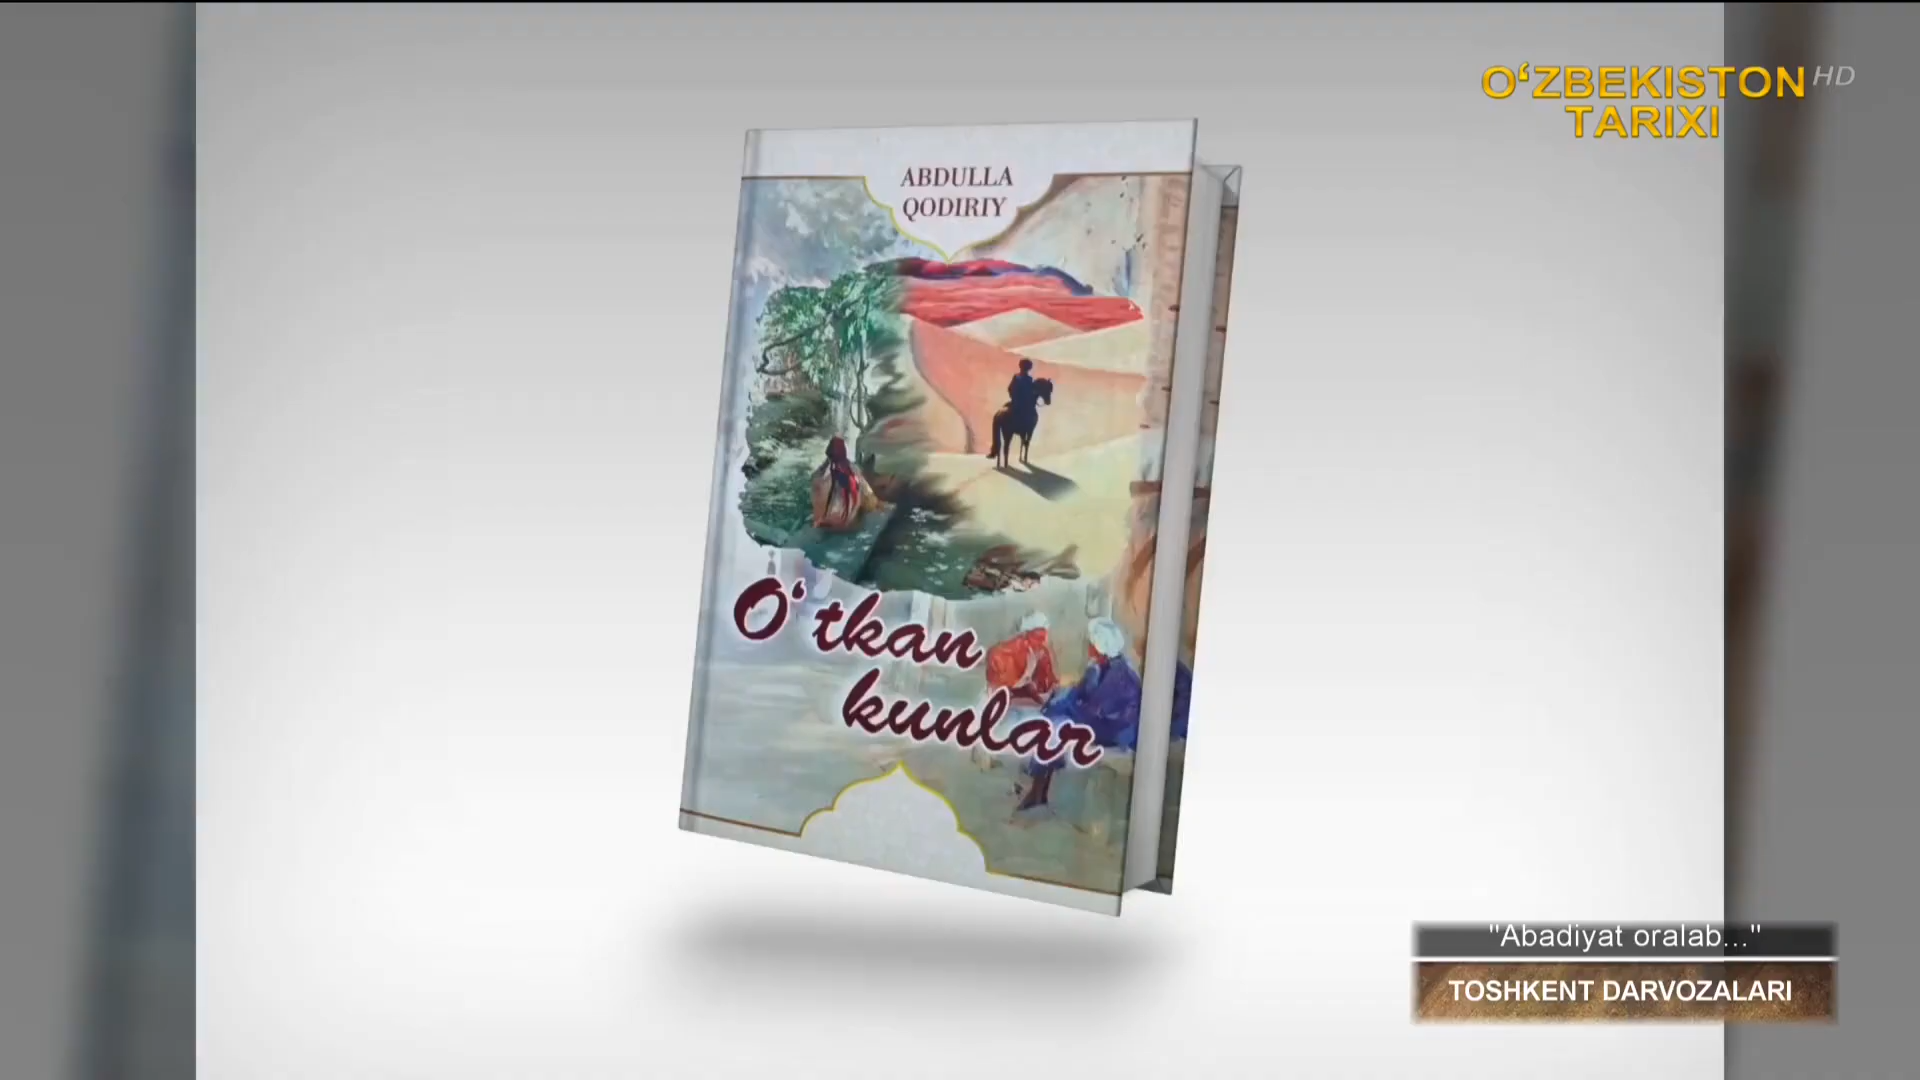 O‘ZBEKISTON HD
TARIXI
ABDULLA
QODIRIY
O‘tkan
kunlar
"Abadiyat oralab..."
TOSHKENT DARVOZALARI